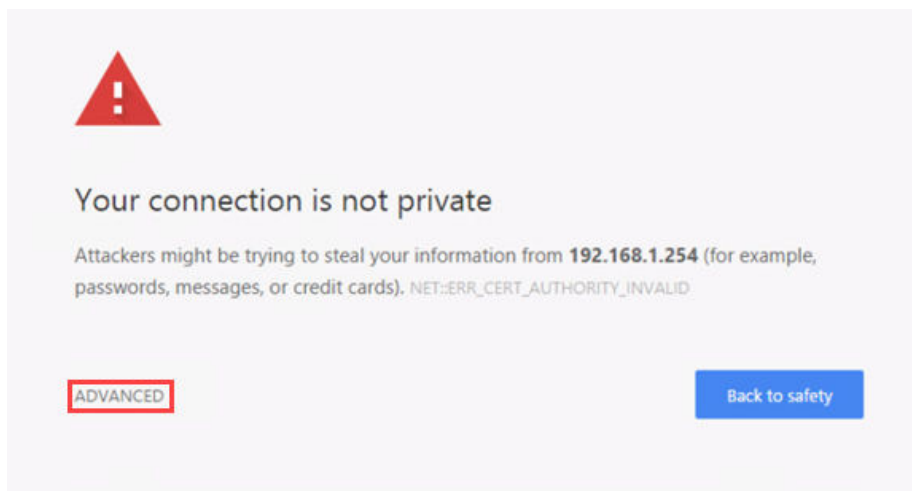 Your connection is not private
Attackers might be trying to steal your information from 192.168.1.254 (for example,
passwords, messages, or credit cards). NET::ERR_CERT_AUTHORITY_INVALID
ADVANCED
Back to safety